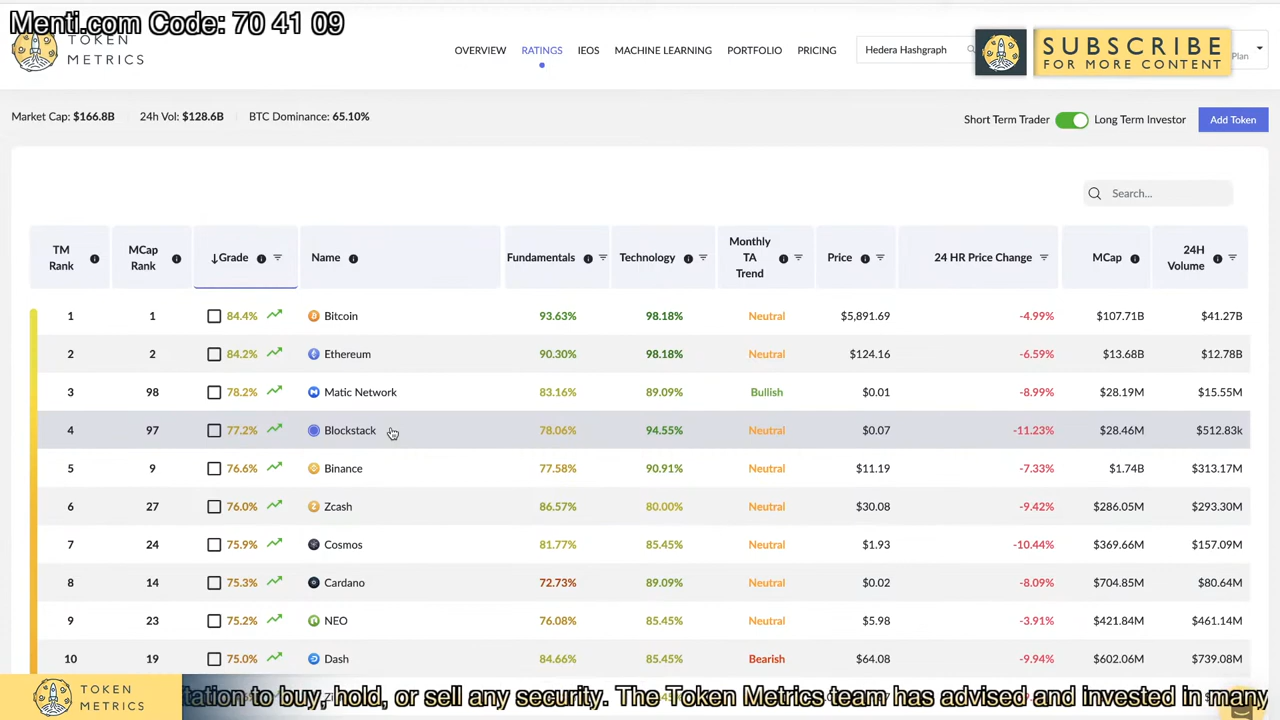 Menti.com Code: 70 41 09
TOKEN
METRICS
OVERVIEW RATINGS IEOS MACHINE LEARNING PORTFOLIO PRICING
Hedera Hashgraph
SUBSCRIBE
FOR MORE CONTENT
Plan
Market Cap: $166.8B 24h Vol: $128.6B BTC Dominance: 65.10%
Short Term Trader Long Term Investor Add Token
Search...
TM Rank MCap Rank ↓Grade Name Fundamentals Technology Monthly TA Trend Price 24 HR Price Change MCap 24H Volume
1 1 84.4% Bitcoin 93.63% 98.18% Neutral $5,891.69 -4.99% $107.71B $41.27B
2 2 84.2% Ethereum 90.30% 98.18% Neutral $124.16 -6.59% $13.68B $12.78B
3 98 78.2% Matic Network 83.16% 89.09% Bullish $0.01 -8.99% $28.19M $15.55M
4 97 77.2% Blockstack 78.06% 94.55% Neutral $0.07 -11.23% $28.46M $512.83k
5 9 76.6% Binance 77.58% 90.91% Neutral $11.19 -7.33% $1.74B $313.17M
6 27 76.0% Zcash 86.57% 80.00% Neutral $30.08 -9.42% $286.05M $293.30M
7 24 75.9% Cosmos 81.77% 85.45% Neutral $1.93 -10.44% $369.66M $157.09M
8 14 75.3% Cardano 72.73% 89.09% Neutral $0.02 -8.09% $704.85M $80.64M
9 23 75.2% NEO 76.08% 85.45% Neutral $5.98 -3.91% $421.84M $461.14M
10 19 75.0% Dash 84.66% 85.45% Bearish $64.08 -9.94% $602.06M $739.08M
TOKEN
METRICS
tation to buy, hold, or sell any security. The Token Metrics team has advised and invested in many